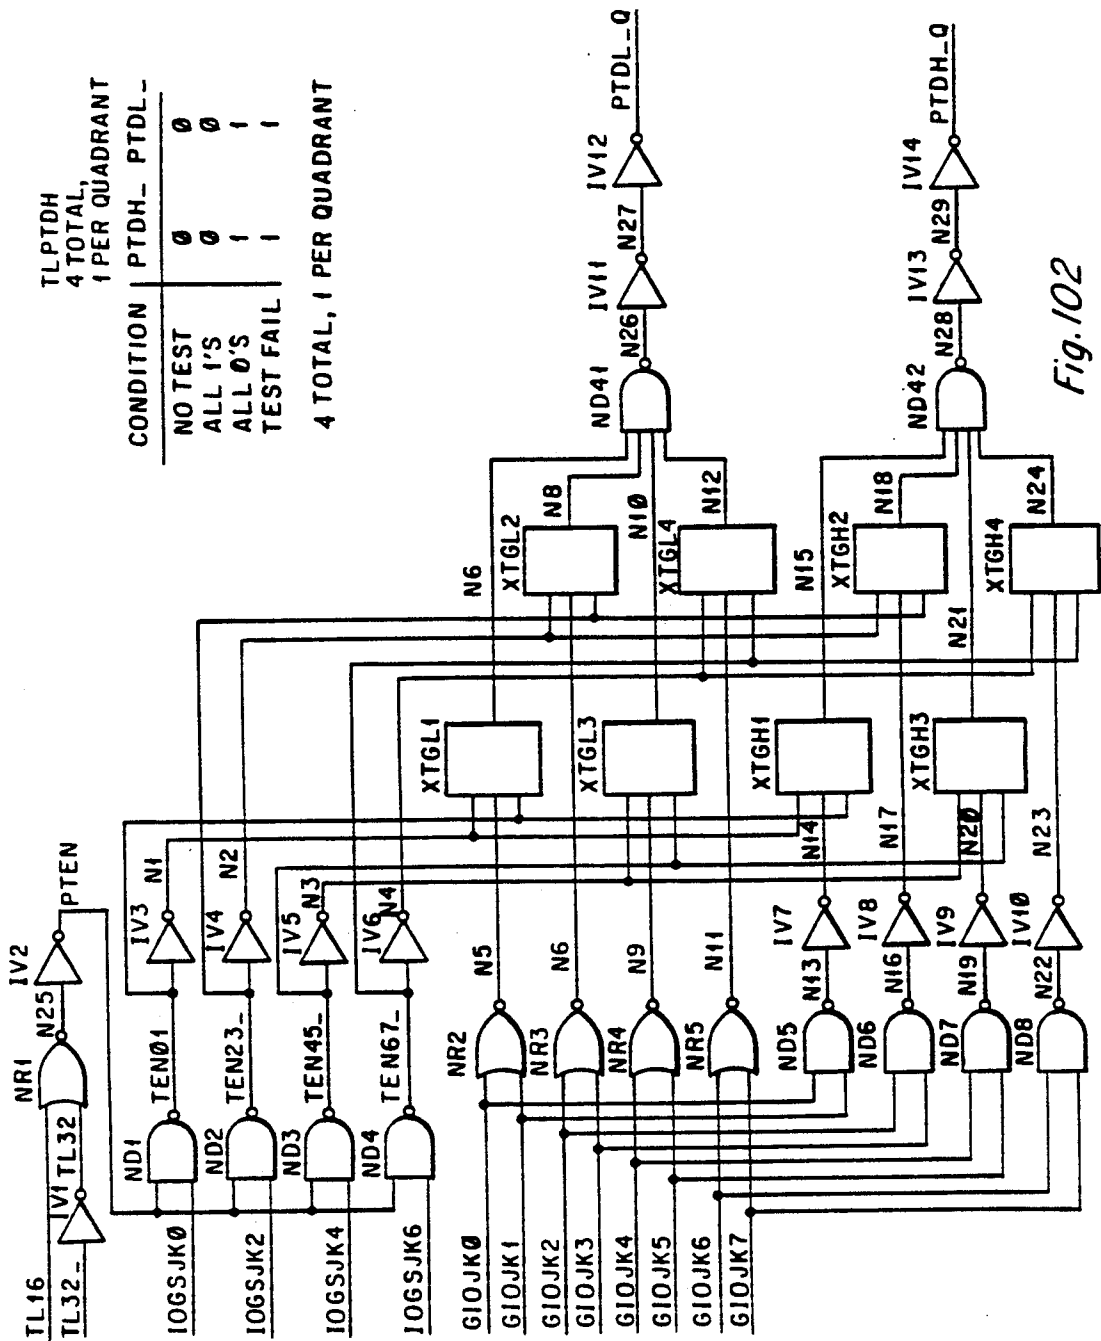 TLPTDH
4 TOTAL,
1 PER QUADRANT
CONDITION PTDH_ PTDL_
NO TEST 0 0
ALL 1'S 0 0
ALL 0'S 1 1
TEST FAIL 1 1
4 TOTAL, 1 PER QUADRANT
TL16
TL32_
IV1
TL32
NR1
N25
IV2
PTEN
IOGSJK0
ND1
TEN01
IV3
N1
IOGSJK2
ND2
TEN23_
IV4
N2
IOGSJK4
ND3
TEN45_
IV5
N3
IOGSJK6
ND4
TEN67_
IV6
N4
GIOJK0
GIOJK1
GIOJK2
GIOJK3
GIOJK4
GIOJK5
GIOJK6
GIOJK7
NR2
N5
XTGL1
N6
NR3
N6
XTGL2
N8
NR4
N9
XTGL3
N10
NR5
N11
XTGL4
N12
ND5
N13
IV7
N14
XTGH1
N15
ND6
N16
IV8
N17
XTGH2
N18
ND7
N19
IV9
N20
XTGH3
N21
ND8
N22
IV10
N23
XTGH4
N24
ND41
N26
IV11
N27
IV12
PTDL_Q
ND42
N28
IV13
N29
IV14
PTDH_Q
Fig. 102